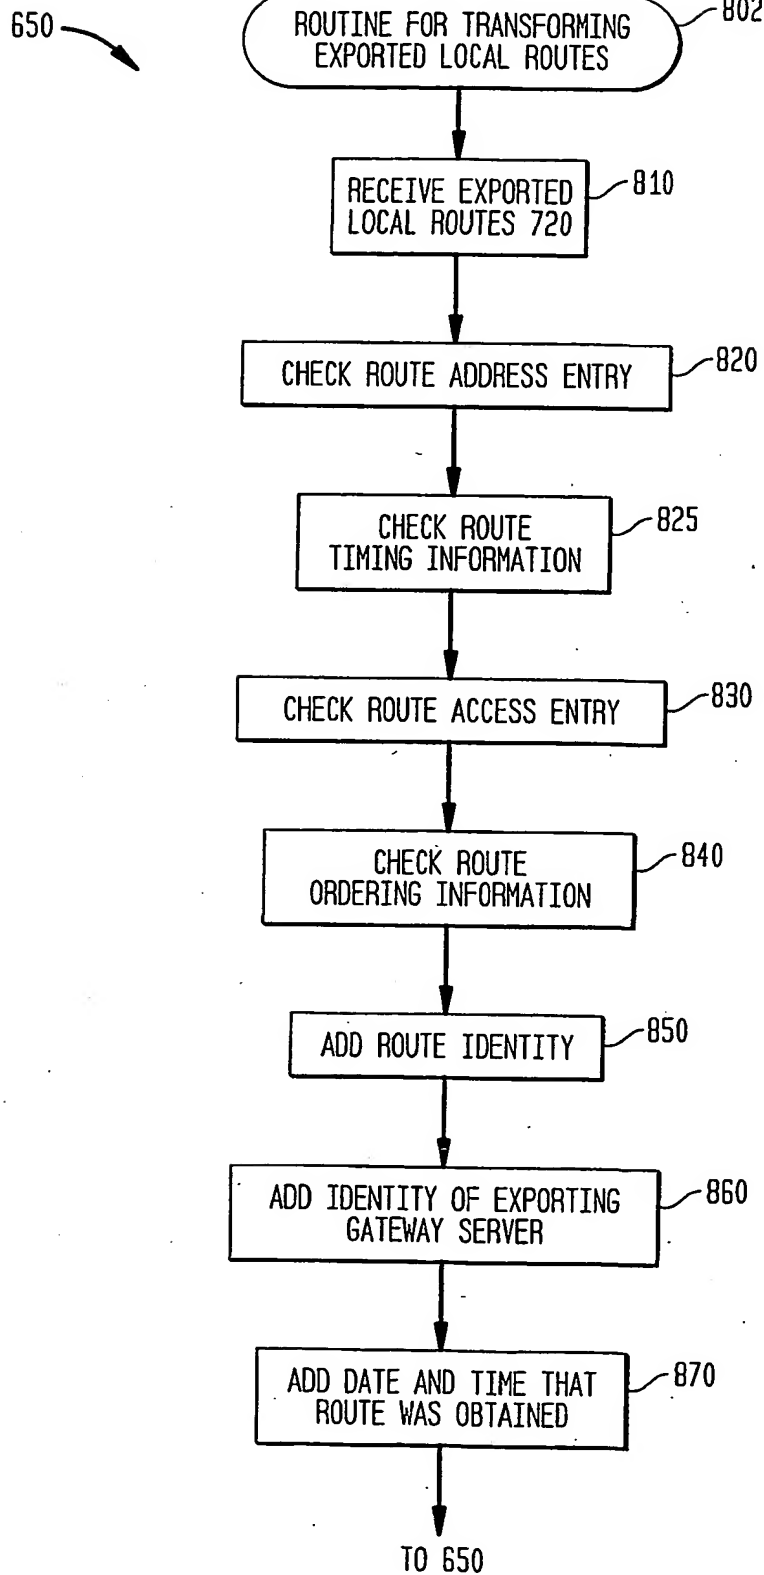 650
802
ROUTINE FOR TRANSFORMING
EXPORTED LOCAL ROUTES
RECEIVE EXPORTED
LOCAL ROUTES 720
810
CHECK ROUTE ADDRESS ENTRY
820
CHECK ROUTE
TIMING INFORMATION
825
CHECK ROUTE ACCESS ENTRY
830
CHECK ROUTE
ORDERING INFORMATION
840
ADD ROUTE IDENTITY
850
ADD IDENTITY OF EXPORTING
GATEWAY SERVER
860
ADD DATE AND TIME THAT
ROUTE WAS OBTAINED
870
TO 650